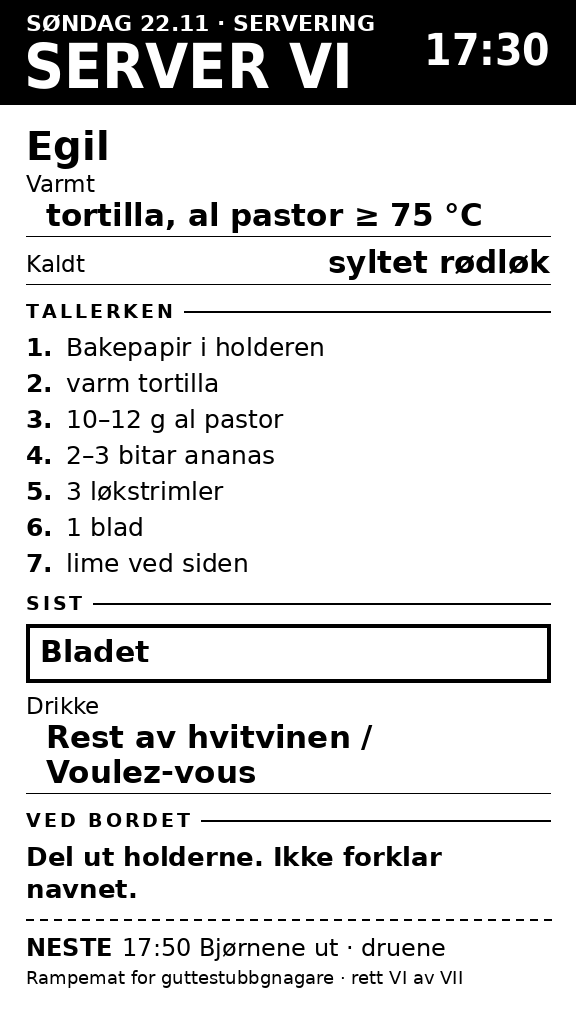 SØNDAG 22.11 · SERVERING
SERVER VI
17:30
Egil
Varmt
tortilla, al pastor ≥ 75 °C
Kaldt syltet rødløk
TALLERKEN
1. Bakepapir i holderen
2. varm tortilla
3. 10–12 g al pastor
4. 2–3 bitar ananas
5. 3 løkstrimler
6. 1 blad
7. lime ved siden
SIST
Bladet
Drikke
Rest av hvitvinen /
Voulez-vous
VED BORDET
Del ut holderne. Ikke forklar
navnet.
NESTE 17:50 Bjørnene ut · druene
Rampemat for guttestubbgnagare · rett VI av VII